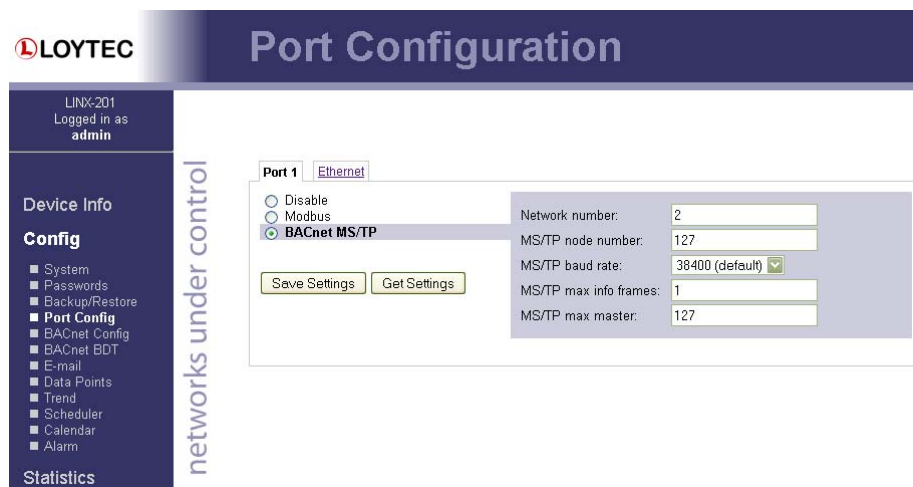 LOYTEC
Port Configuration
LINX-201
Logged in as
admin
networks under control
Device Info
Config
System
Passwords
Backup/Restore
Port Config
BACnet Config
BACnet BDT
E-mail
Data Points
Trend
Scheduler
Calendar
Alarm
Statistics
Port 1 Ethernet
Disable
Modbus
BACnet MS/TP
Save Settings Get Settings
Network number: 2
MS/TP node number: 127
MS/TP baud rate: 38400 (default)
MS/TP max info frames: 1
MS/TP max master: 127